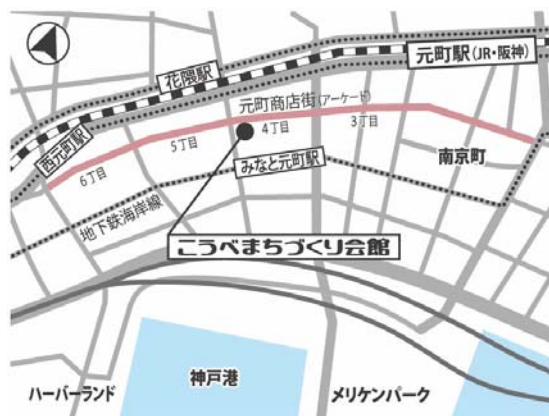 元町駅(JR・阪神)
花隈駅
元町商店街(アーケード)
西元町駅
3丁目
4丁目
5丁目
6丁目
南京町
みなと元町駅
地下鉄海岸線
こうべまちづくり会館
神戸港
ハーバーランド
メリケンパーク